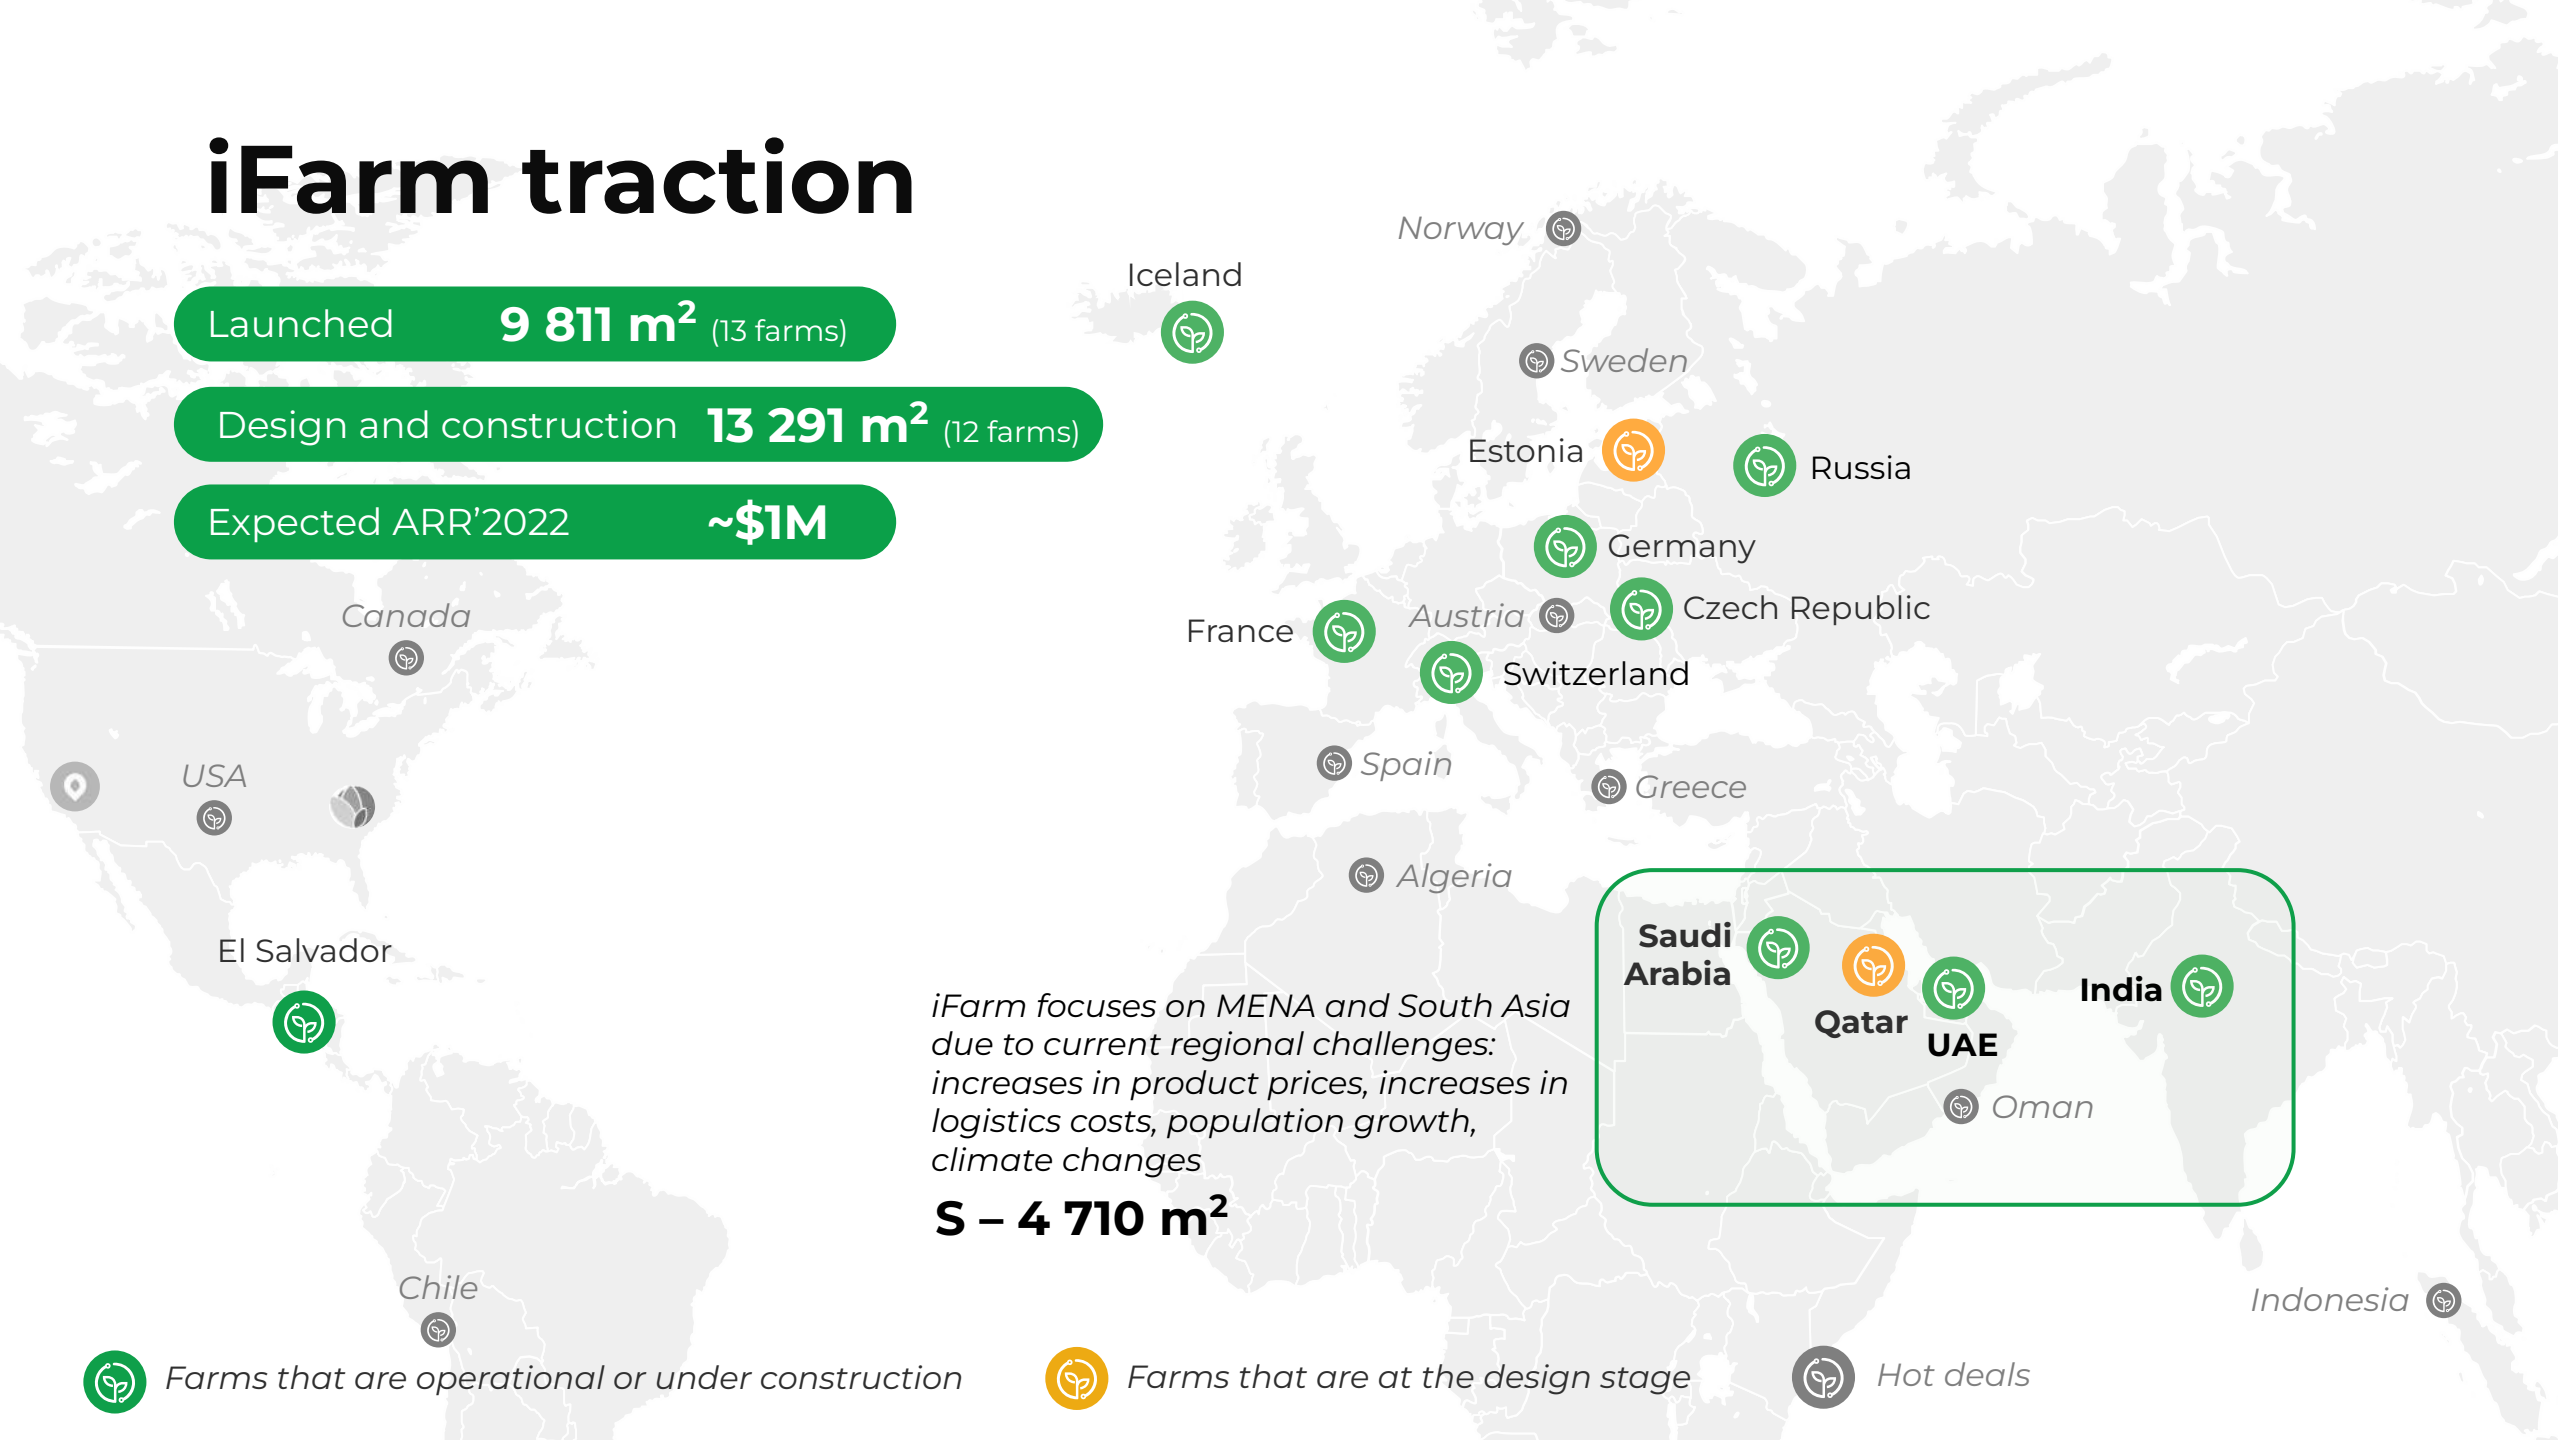 iFarm traction
Launched 9 811 m² (13 farms)
Design and construction 13 291 m² (12 farms)
Expected ARR’2022 ~$1M
Norway
Iceland
Sweden
Estonia
Russia
Germany
Czech Republic
Austria
France
Switzerland
Canada
USA
Spain
Greece
Algeria
El Salvador
Saudi
Arabia
Qatar
UAE
India
Oman
iFarm focuses on MENA and South Asia
due to current regional challenges:
increases in product prices, increases in
logistics costs, population growth,
climate changes
S – 4 710 m²
Chile
Indonesia
Farms that are operational or under construction
Farms that are at the design stage
Hot deals